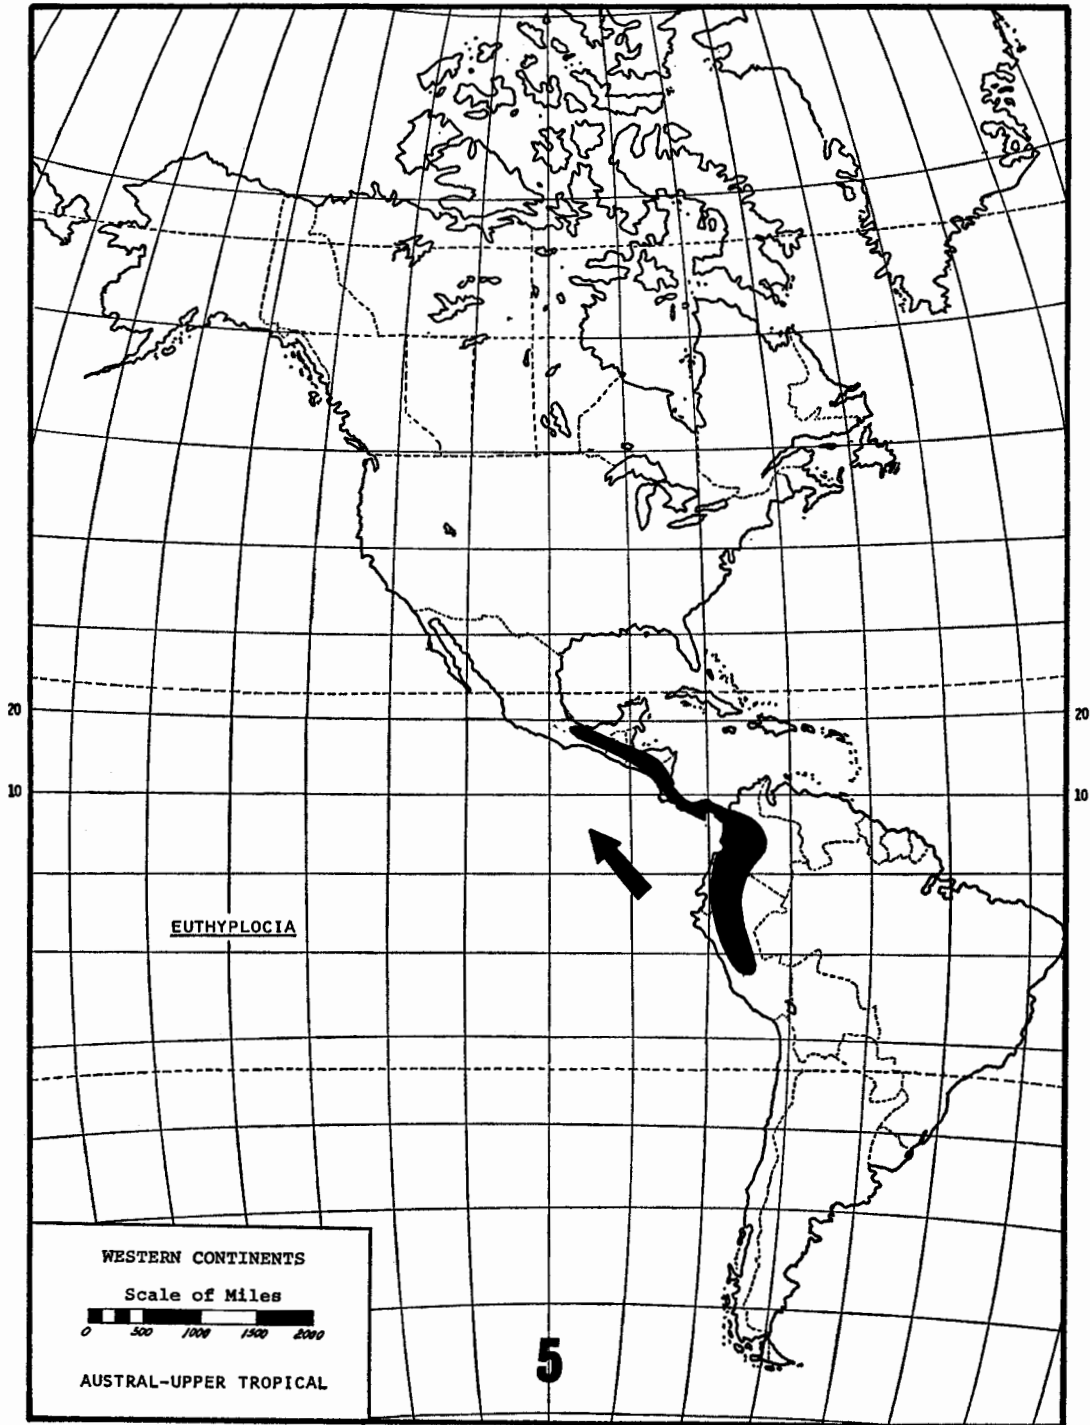 20 20
10 10
EUTHYPLOCIA
WESTERN CONTINENTS
Scale of Miles
0 500 1000 1500 2000
AUSTRAL-UPPER TROPICAL
5